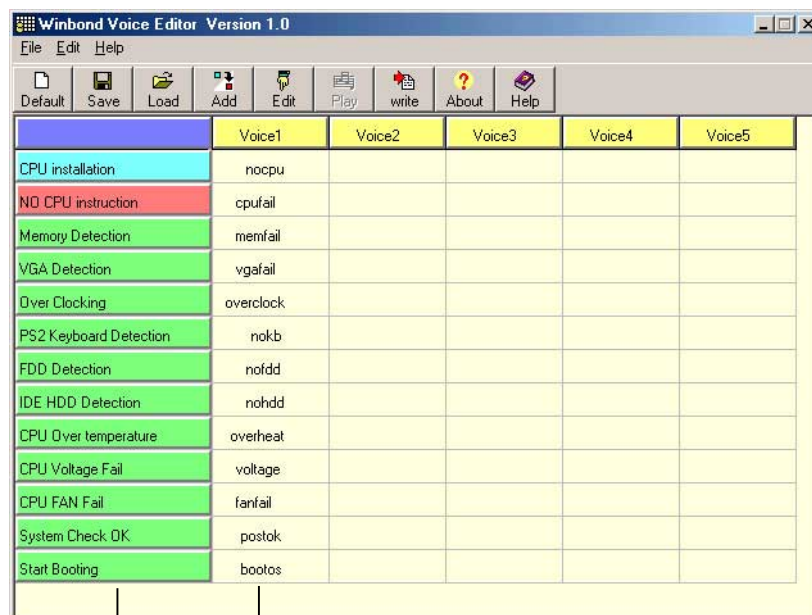 Winbond Voice Editor Version 1.0
File Edit Help
Default Save Load Add Edit Play write About Help
Voice1 Voice2 Voice3 Voice4 Voice5
CPU installation nocpu
NO CPU instruction cpufail
Memory Detection memfail
VGA Detection vgafail
Over Clocking overclock
PS2 Keyboard Detection nokb
FDD Detection nofdd
IDE HDD Detection nohdd
CPU Over temperature overheat
CPU Voltage Fail voltage
CPU FAN Fail fanfail
System Check OK postok
Start Booting bootos